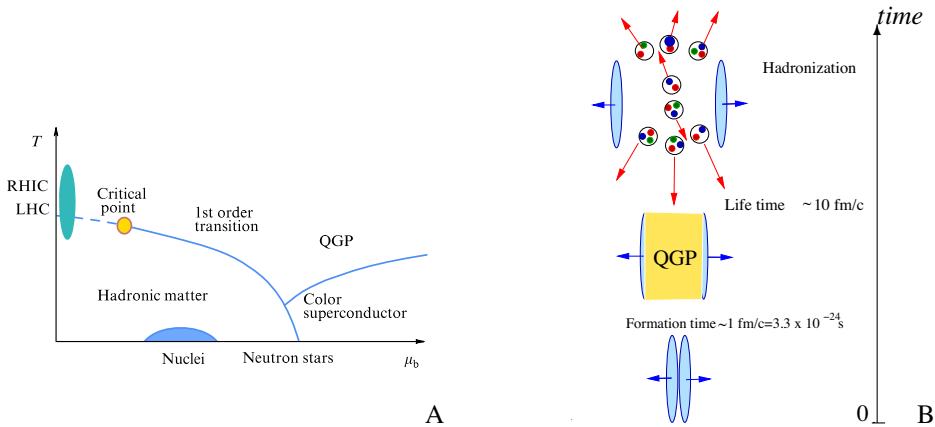 T
RHIC
LHC
Critical
point
1st order
transition
QGP
Hadronic matter
Color
superconductor
Nuclei
Neutron stars
μb
A
time
Hadronization
Life time ~10 fm/c
QGP
Formation time~1 fm/c=3.3 x 10 −24s
0
B